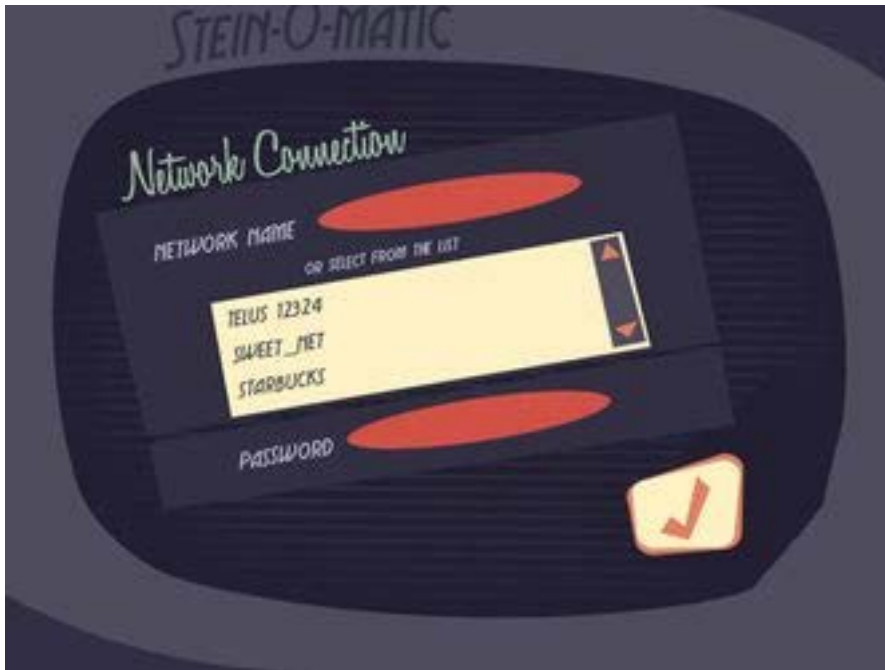 STEIN-O-MATIC
Network Connection
NETWORK NAME
OR SELECT FROM THE LIST
TELUS 12324
SWEET_NET
STARBUCKS
PASSWORD